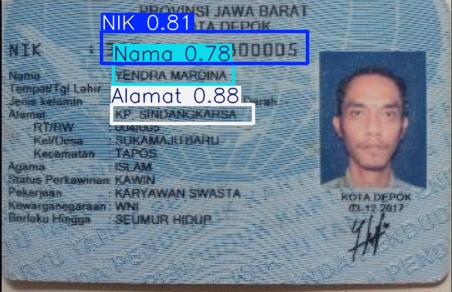 PROVINSI JAWA BARAT
KOTA DEPOK
NIK 0.81
NIK : 000005
Nama 0.78
Nama YENDRA MARDINA
Tempat/Tgl Lahir
Alamat 0.88
Jenis kelamin
Alamat KP. SINDANGKARSA
RT/RW : 004/005
Kel/Desa : SUKAMAJU BARU
Kecamatan : TAPOS
Agama : ISLAM
Status Perkawinan: KAWIN
Pekerjaan : KARYAWAN SWASTA
Kewarganegaraan: WNI
Berlaku Hingga : SEUMUR HIDUP
KOTA DEPOK
03-12-2017